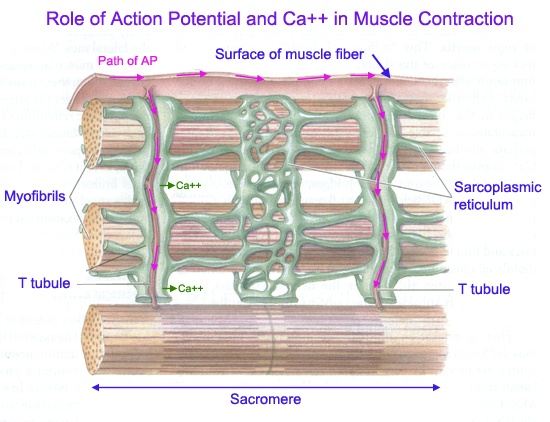 Role of Action Potential and Ca++ in Muscle Contraction
Path of AP
Surface of muscle fiber
Ca++
Myofibrils
Sarcoplasmic
reticulum
T tubule
Ca++
T tubule
Sacromere